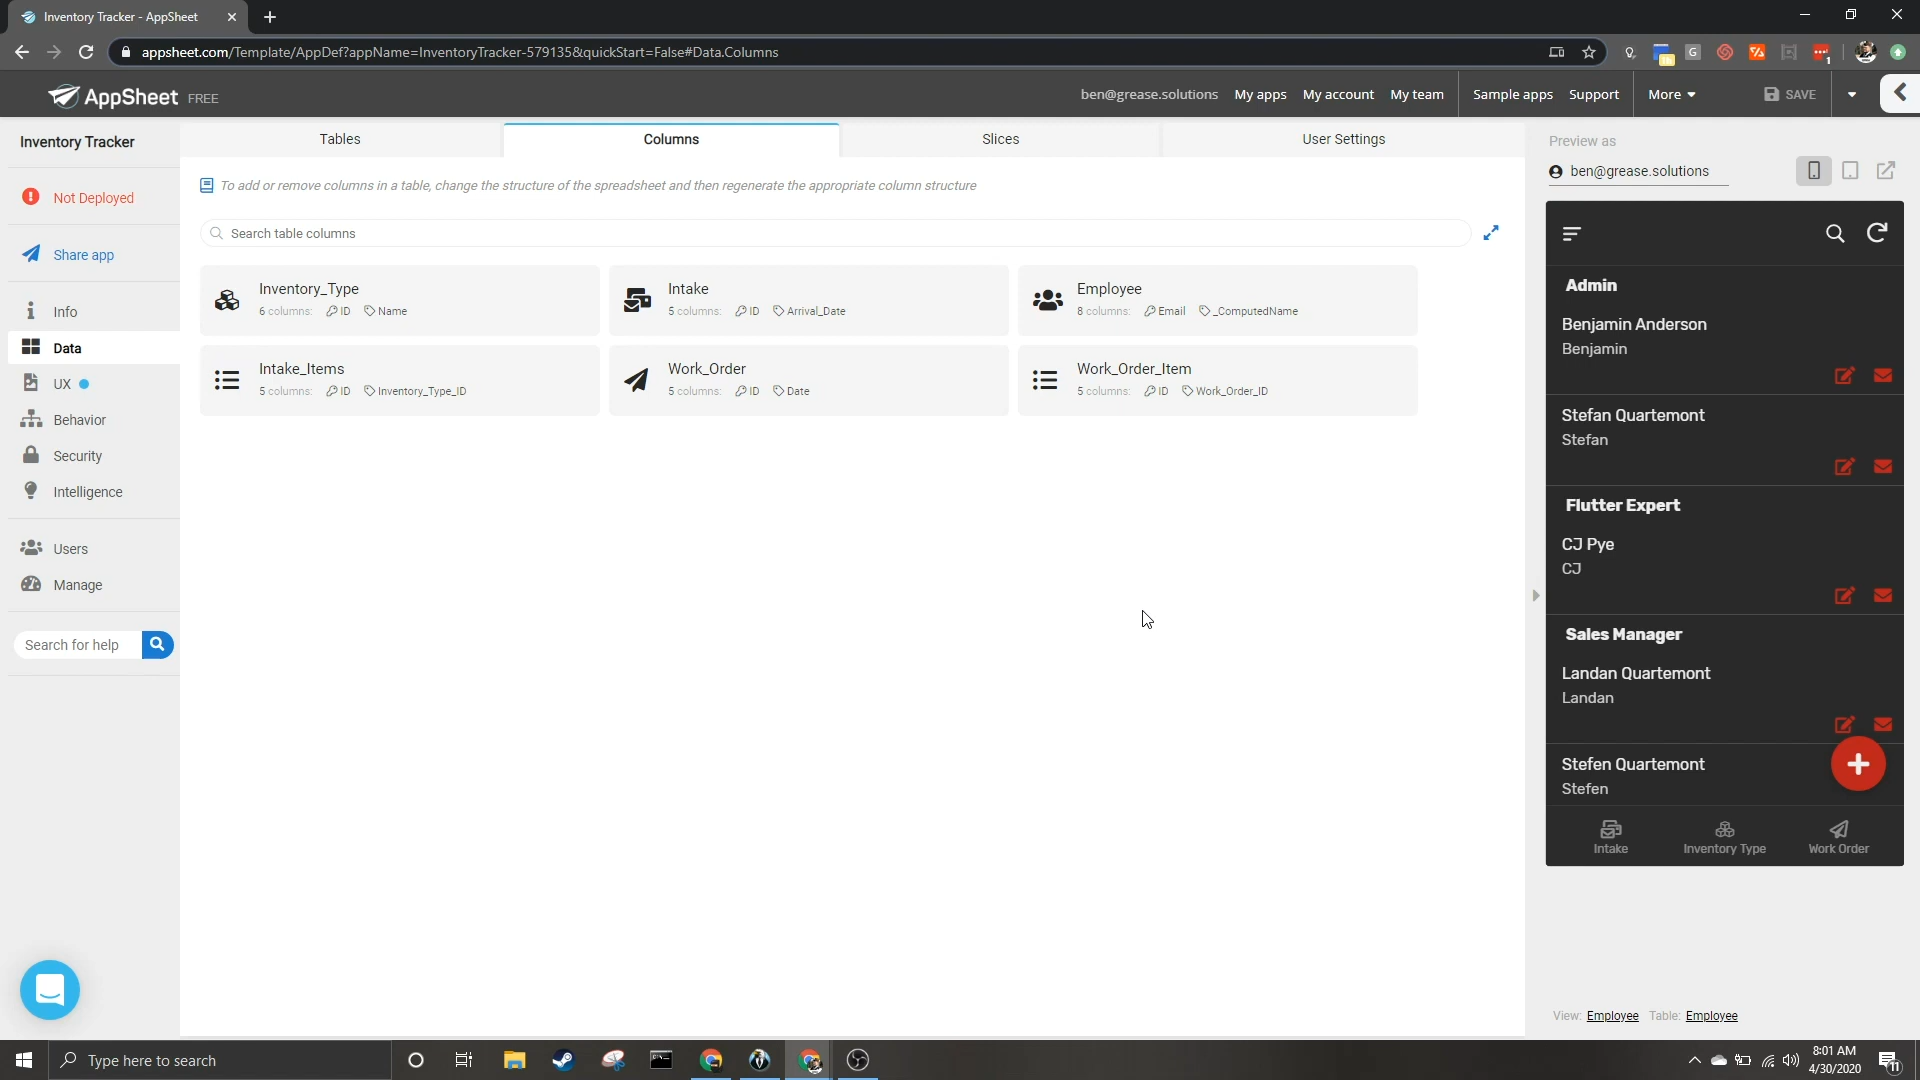 Inventory Tracker - AppSheet
appsheet.com/Template/AppDef?appName=InventoryTracker-579135&quickStart=False#Data.Columns
AppSheet FREE
ben@grease.solutions My apps My account My team Sample apps Support More SAVE
Inventory Tracker
Not Deployed
Share app
Info
Data
UX
Behavior
Security
Intelligence
Users
Manage
Search for help
Tables Columns Slices User Settings
To add or remove columns in a table, change the structure of the spreadsheet and then regenerate the appropriate column structure
Search table columns
Inventory_Type
6 columns: ID Name
Intake
5 columns: ID Arrival_Date
Employee
8 columns: Email _ComputedName
Intake_Items
5 columns: ID Inventory_Type_ID
Work_Order
5 columns: ID Date
Work_Order_Item
5 columns: ID Work_Order_ID
Preview as
ben@grease.solutions
Admin
Benjamin Anderson
Benjamin
Stefan Quartemont
Stefan
Flutter Expert
CJ Pye
CJ
Sales Manager
Landan Quartemont
Landan
Stefen Quartemont
Stefen
Intake Inventory Type Work Order
View: Employee Table: Employee
Type here to search
8:01 AM
4/30/2020
11